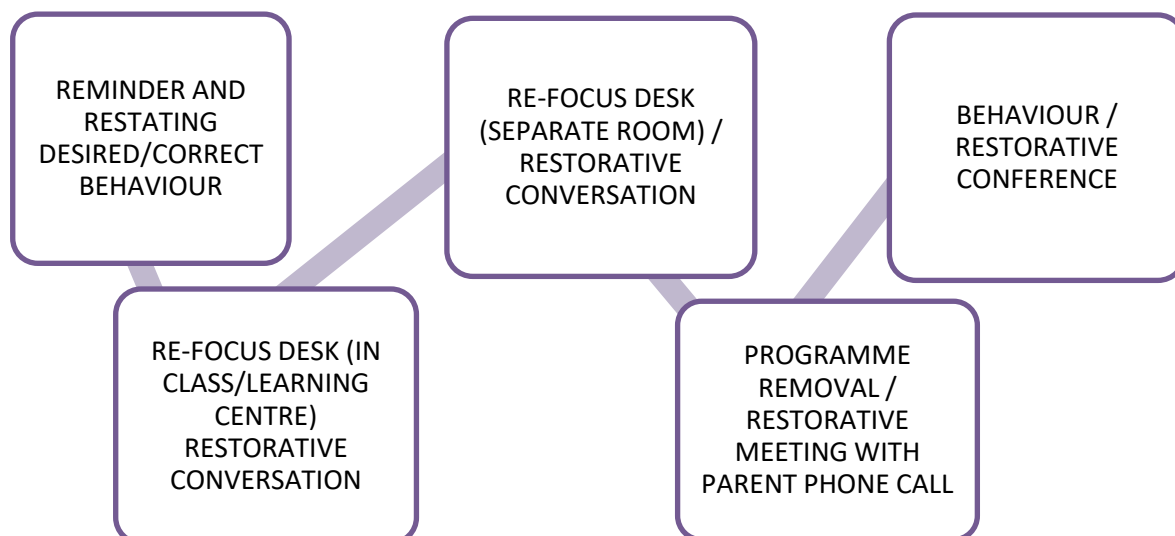 REMINDER AND
RESTATING
DESIRED/CORRECT
BEHAVIOUR
RE-FOCUS DESK (IN
CLASS/LEARNING
CENTRE)
RESTORATIVE
CONVERSATION
RE-FOCUS DESK
(SEPARATE ROOM) /
RESTORATIVE
CONVERSATION
PROGRAMME
REMOVAL /
RESTORATIVE
MEETING WITH
PARENT PHONE CALL
BEHAVIOUR /
RESTORATIVE
CONFERENCE